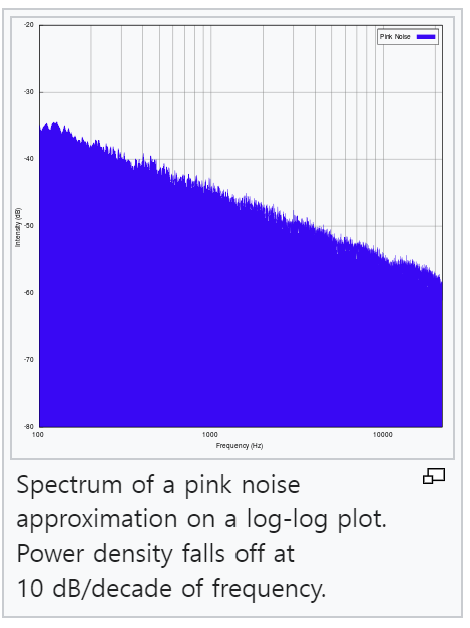 -20
Pink Noise
-30
-40
-50
-60
-70
-80
Intensity (dB)
100
1000
10000
Frequency (Hz)
Spectrum of a pink noise
approximation on a log-log plot.
Power density falls off at
10 dB/decade of frequency.